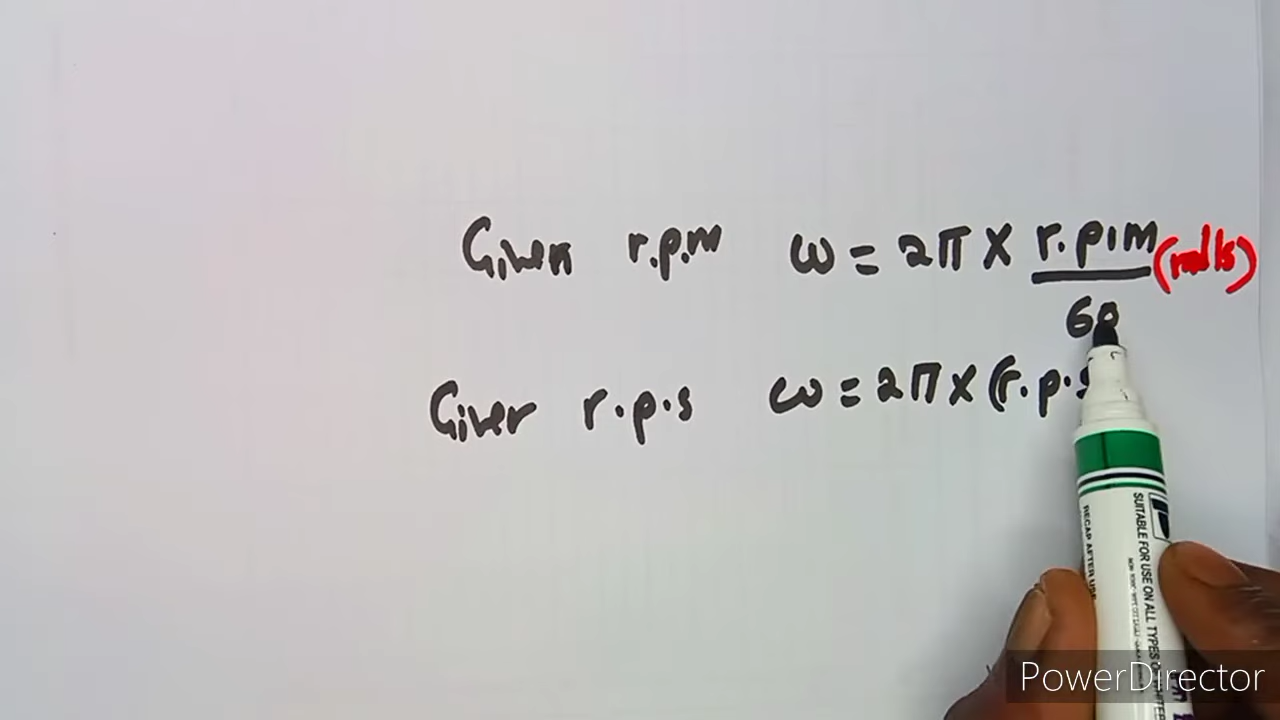 Given r.p.m ω = 2π × r.p.m (rad/s)
60
Given r.p.s ω = 2π × (r.p.s
SUITABLE FOR USE ON ALL TYPES
RECAP AFTER USE
PowerDirector